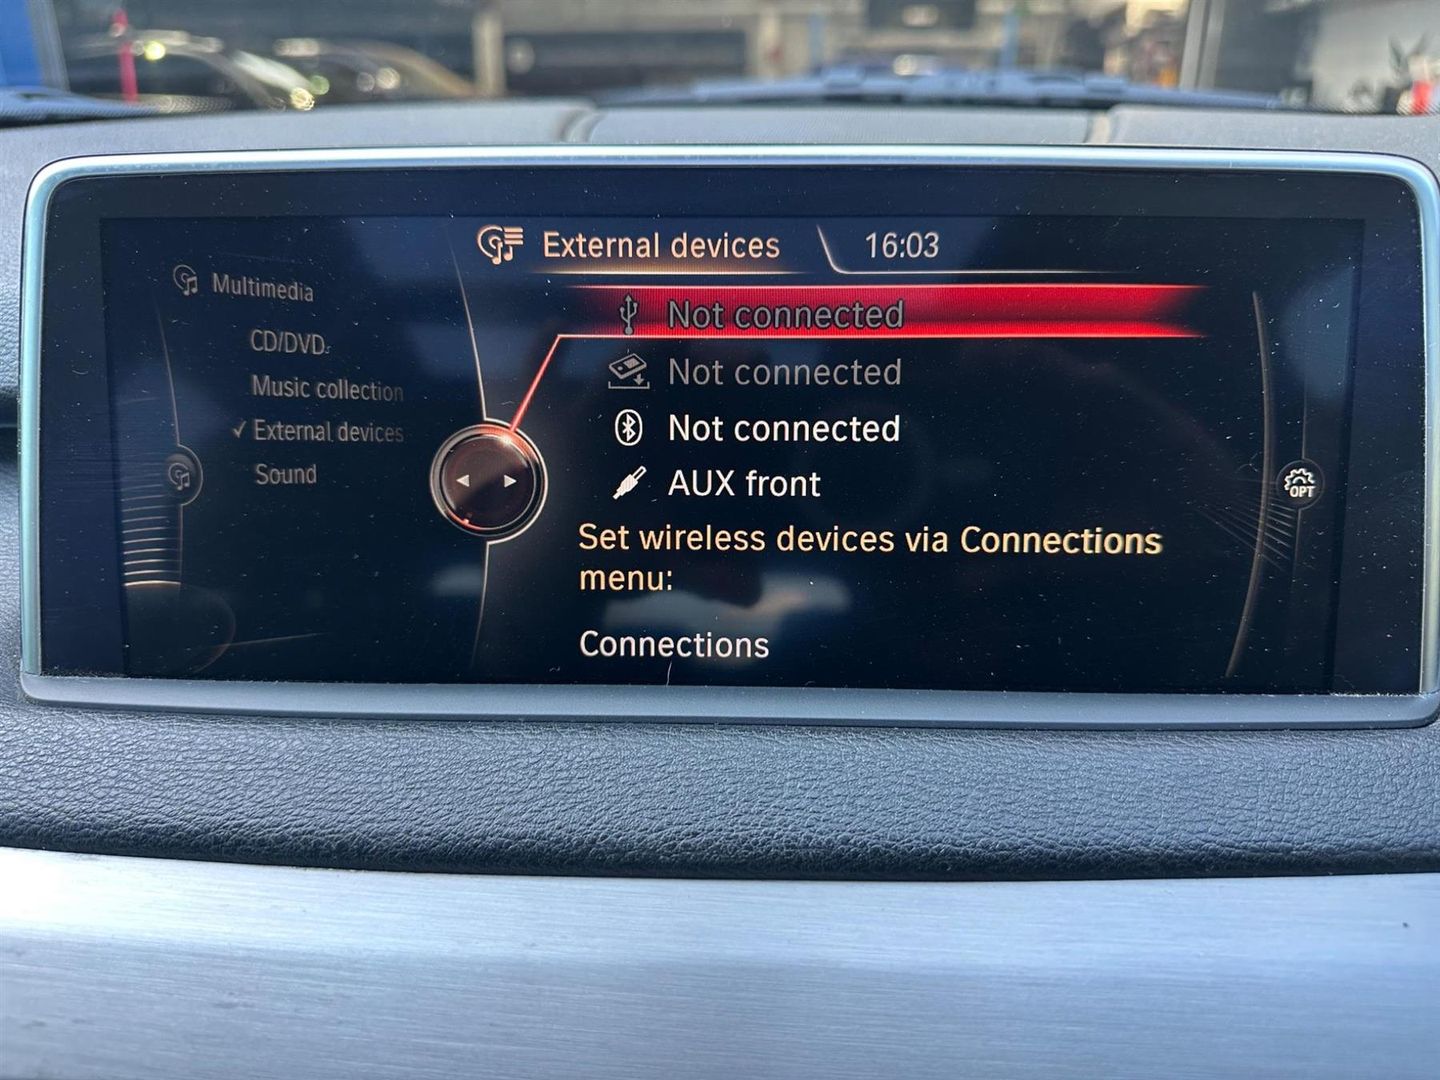 External devices 16:03
Multimedia
CD/DVD
Music collection
External devices
Sound
Not connected
Not connected
Not connected
AUX front
Set wireless devices via Connections
menu:
Connections
OPT